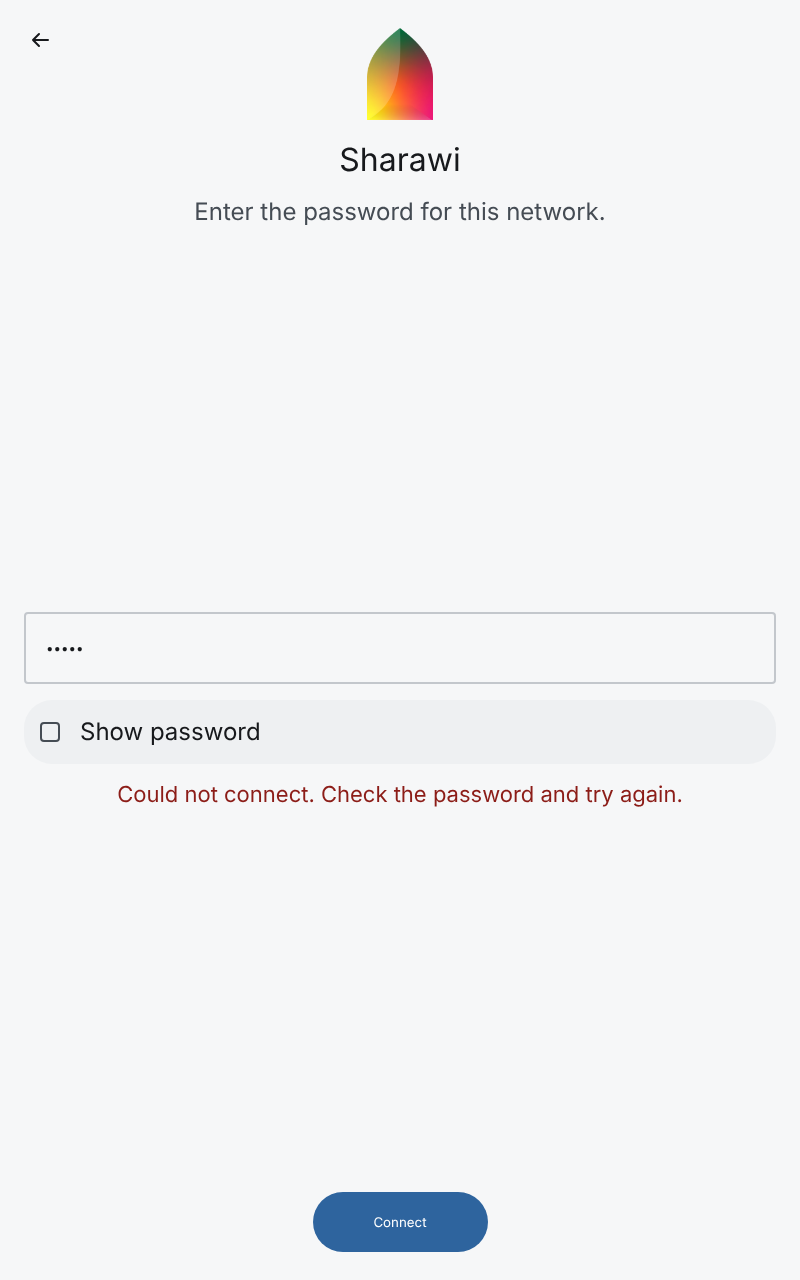 Sharawi
Enter the password for this network.
•••••
Show password
Could not connect. Check the password and try again.
Connect